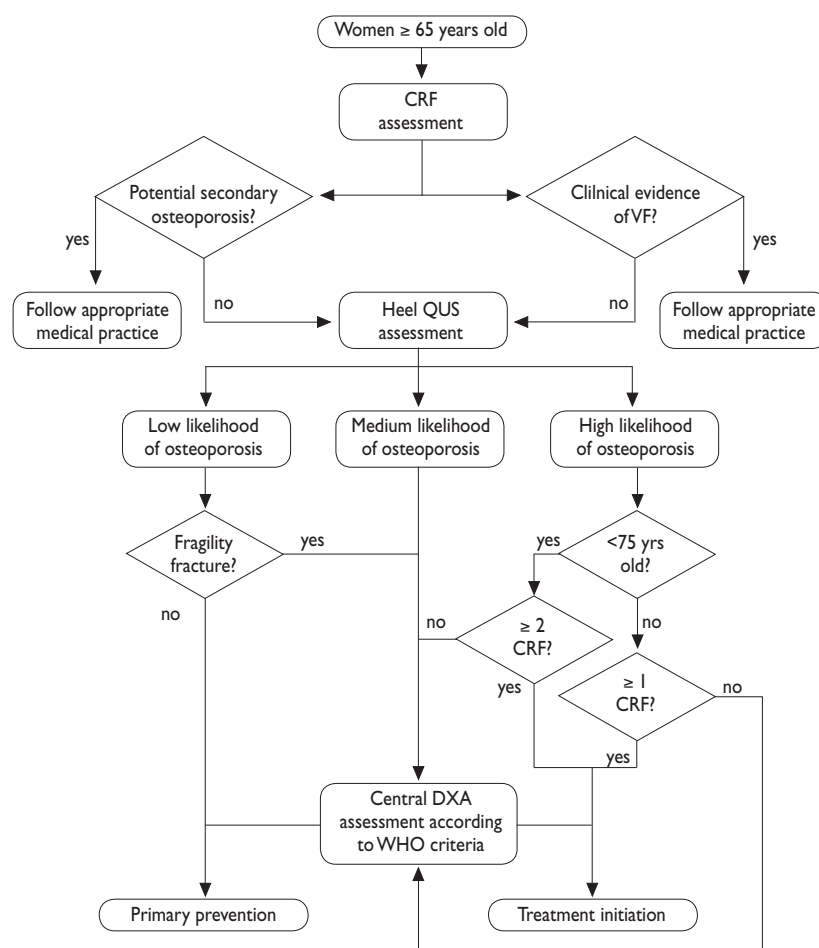 Women ≥ 65 years old
CRF
assessment
Potential secondary
osteoporosis?
Clilnical evidence
of VF?
yes
yes
no
no
Follow appropriate
medical practice
Heel QUS
assessment
Follow appropriate
medical practice
Low likelihood
of osteoporosis
Medium likelihood
of osteoporosis
High likelihood
of osteoporosis
Fragility
fracture?
yes
yes
<75 yrs
old?
no
no
≥ 2
CRF?
no
yes
≥ 1
CRF?
no
yes
Central DXA
assessment according
to WHO criteria
Primary prevention
Treatment initiation